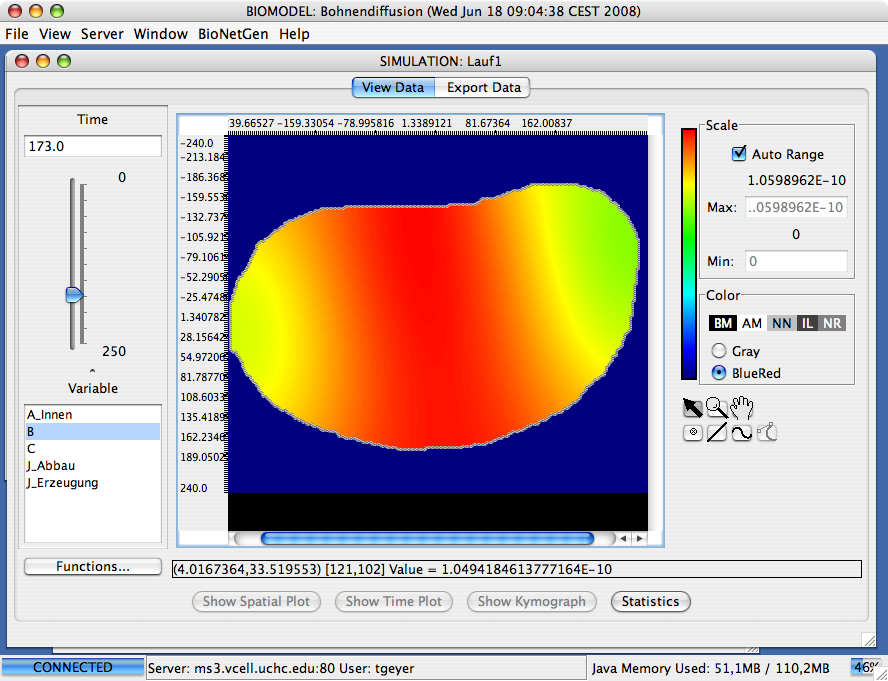 BIOMODEL: Bohnendiffusion (Wed Jun 18 09:04:38 CEST 2008)
File View Server Window BioNetGen Help
SIMULATION: Lauf1
View Data Export Data
Time
173.0
0
250
Variable
A_Innen
B
C
J_Abbau
J_Erzeugung
Functions...
39.66527 -159.33054 -78.995816 1.3389121 81.67364 162.00837
-240.0
-213.184
-186.368
-159.553
-132.737
-105.921
-79.1061
-52.2905
-25.4748
1.340782
28.15642
54.97206
81.78770
108.6033
135.4189
162.2346
189.0502
240.0
Scale
Auto Range
1.0598962E-10
Max: ..0598962E-10
0
Min: 0
Color
BM AM NN IL NR
Gray
BlueRed
(4.0167364,33.519553) [121,102] Value = 1.0494184613777164E-10
Show Spatial Plot Show Time Plot Show Kymograph Statistics
CONNECTED Server: ms3.vcell.uchc.edu:80 User: tgeyer Java Memory Used: 51,1MB / 110,2MB 46%